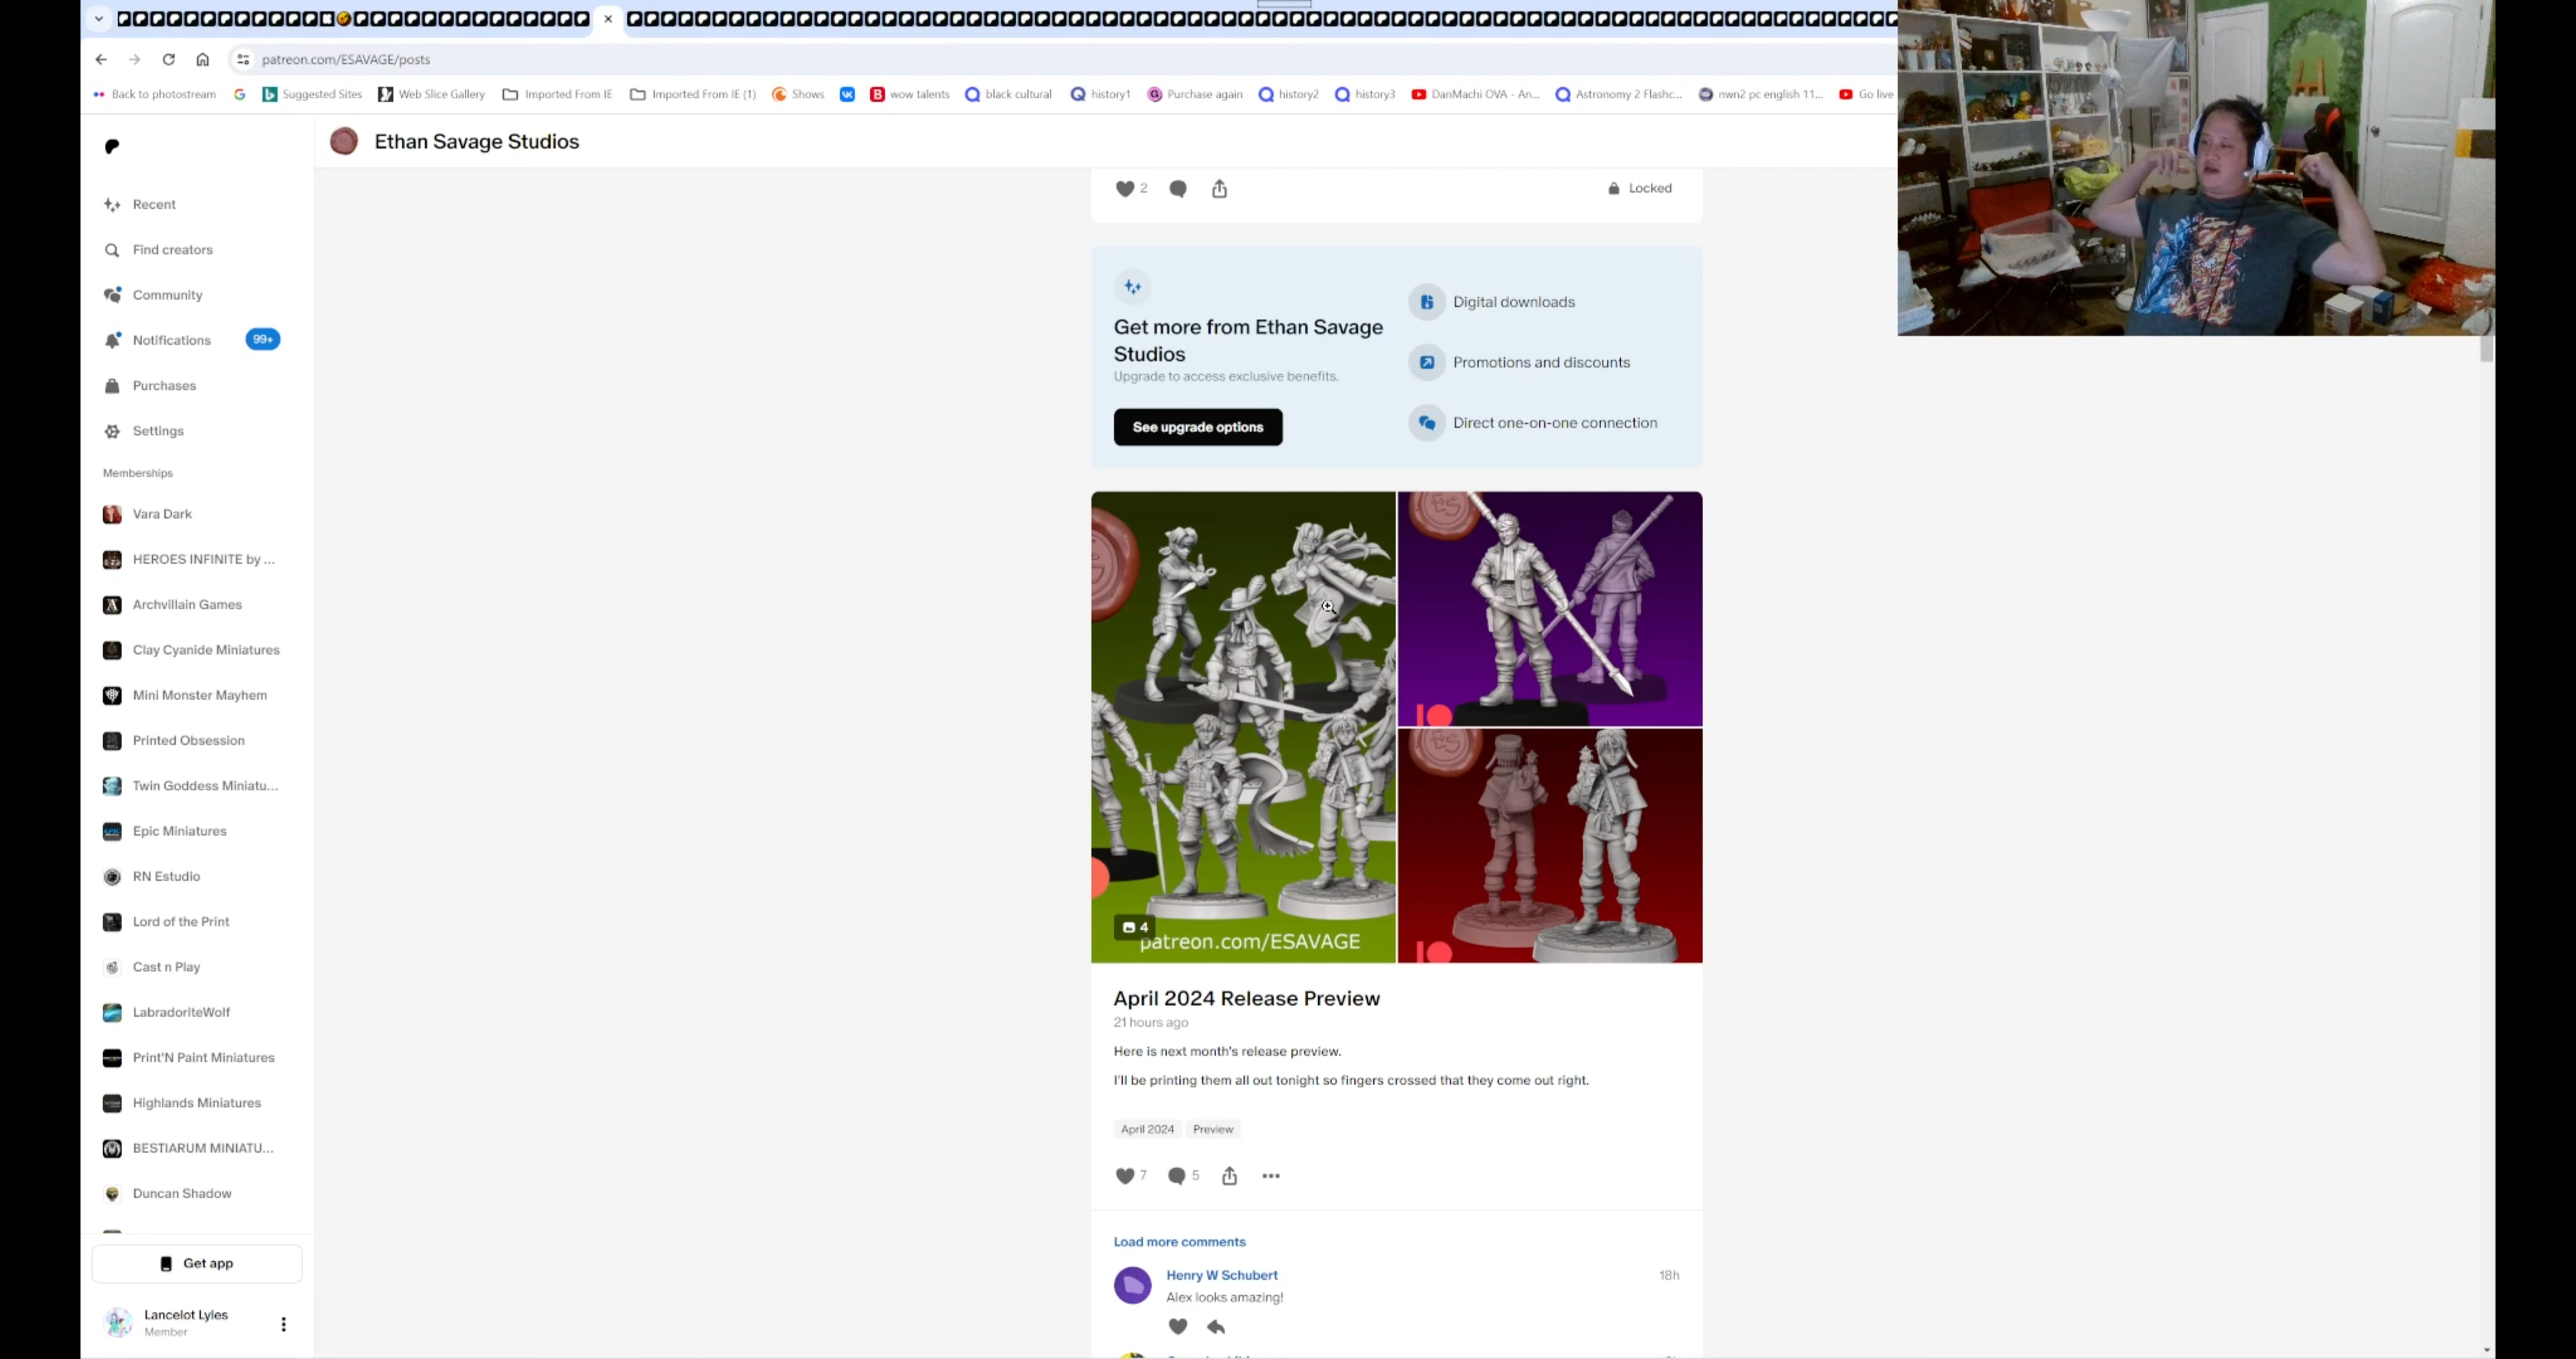 patreon.com/ESAVAGE/posts
Back to photostream
Suggested Sites
Web Slice Gallery
Imported From IE
Imported From IE (1)
Shows
wow talents
black cultural
history1
Purchase again
history2
history3
DanMachi OVA - An...
Astronomy 2 Flashc...
nwn2 pc english 11...
Go live
Ethan Savage Studios
Recent
Find creators
Community
Notifications 99+
Purchases
Settings
Memberships
Vara Dark
HEROES INFINITE by ...
Archvillain Games
Clay Cyanide Miniatures
Mini Monster Mayhem
Printed Obsession
Twin Goddess Miniatu...
Epic Miniatures
RN Estudio
Lord of the Print
Cast n Play
LabradoriteWolf
Print'N Paint Miniatures
Highlands Miniatures
BESTIARUM MINIATU...
Duncan Shadow
Get app
Lancelot Lyles
Member
2
Locked
Get more from Ethan Savage
Studios
Upgrade to access exclusive benefits.
See upgrade options
Digital downloads
Promotions and discounts
Direct one-on-one connection
ES
ES
4
patreon.com/ESAVAGE
April 2024 Release Preview
21 hours ago
Here is next month's release preview.
I'll be printing them all out tonight so fingers crossed that they come out right.
April 2024
Preview
7
5
Load more comments
Henry W Schubert
18h
Alex looks amazing!